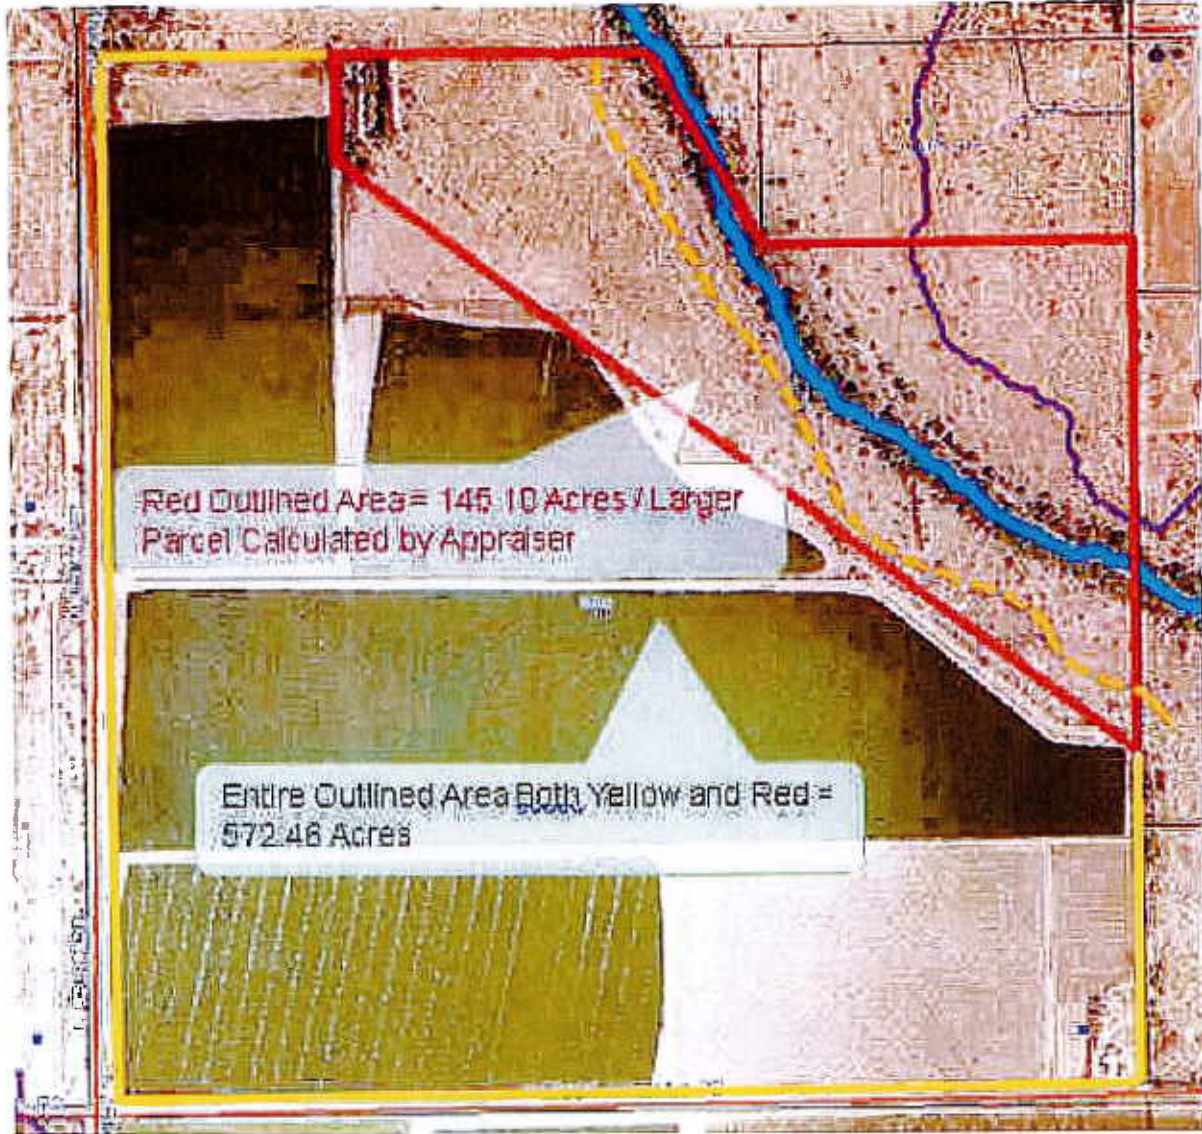 Red Outlined Area= 145.10 Acres / Larger
Parcel Calculated by Appraiser
Entire Outlined Area Both Yellow and Red =
572.46 Acres